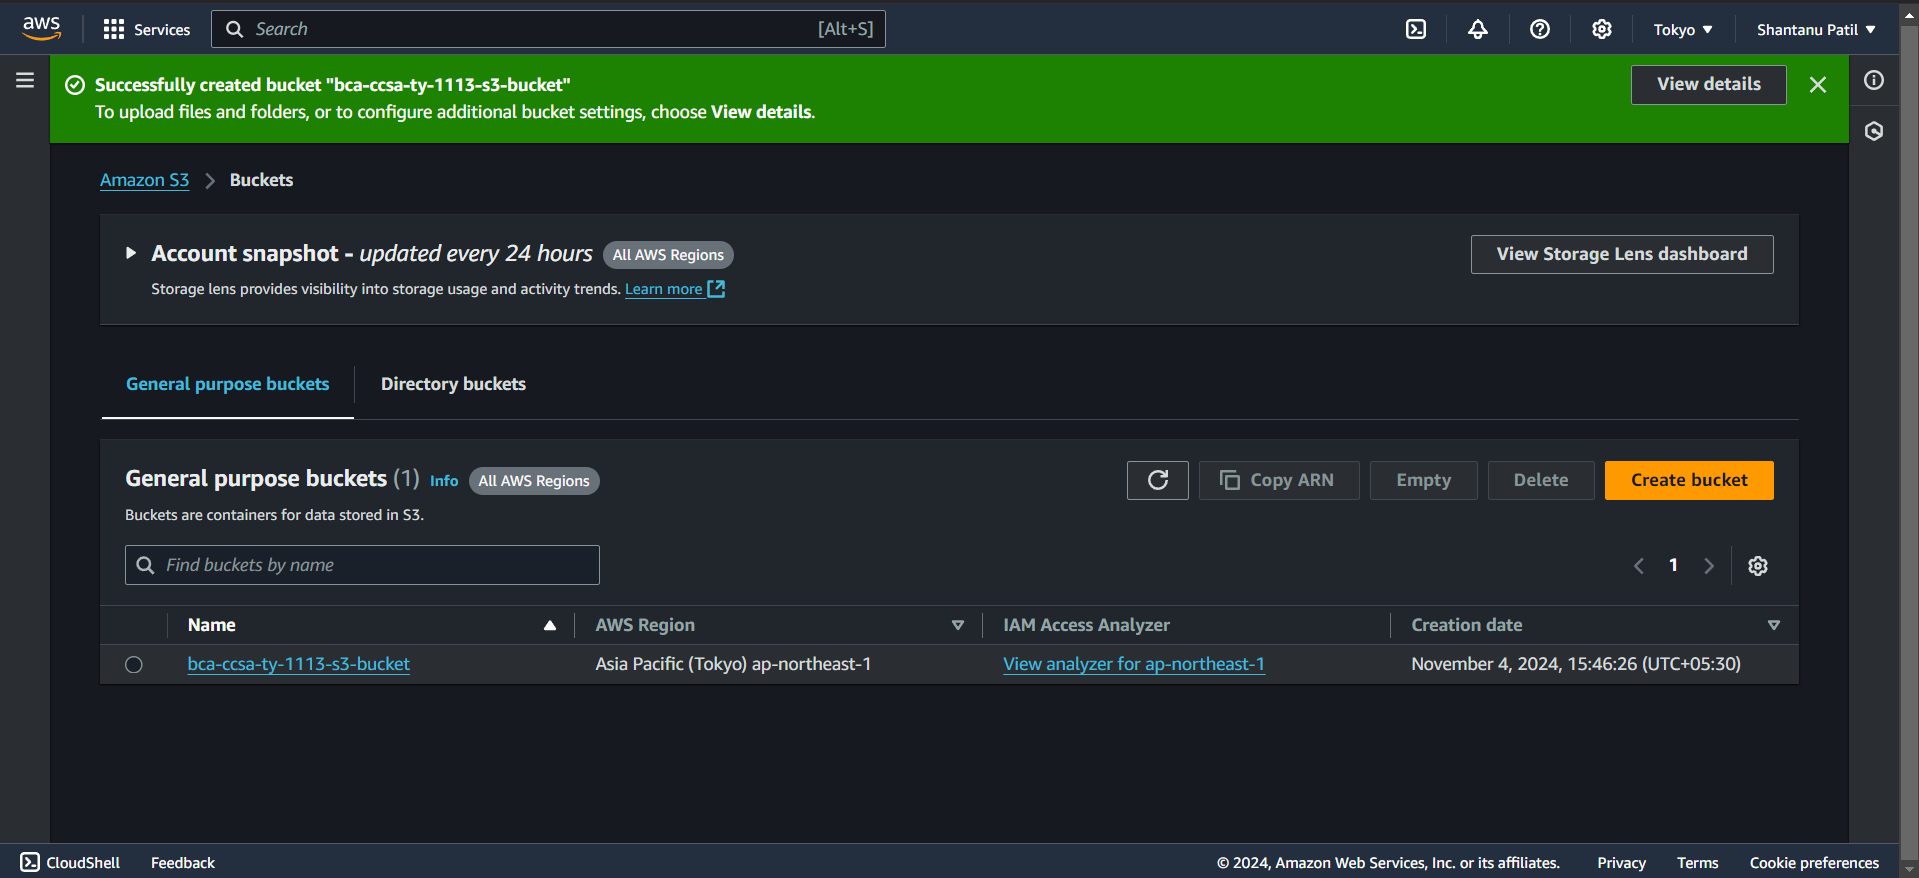 aws
Services
Search
[Alt+S]
Tokyo
Shantanu Patil
Successfully created bucket "bca-ccsa-ty-1113-s3-bucket"
To upload files and folders, or to configure additional bucket settings, choose View details.
View details
Amazon S3
Buckets
Account snapshot - updated every 24 hours
All AWS Regions
View Storage Lens dashboard
Storage lens provides visibility into storage usage and activity trends. Learn more
General purpose buckets
Directory buckets
General purpose buckets (1)
Info
All AWS Regions
Copy ARN
Empty
Delete
Create bucket
Buckets are containers for data stored in S3.
Find buckets by name
1
Name
AWS Region
IAM Access Analyzer
Creation date
bca-ccsa-ty-1113-s3-bucket
Asia Pacific (Tokyo) ap-northeast-1
View analyzer for ap-northeast-1
November 4, 2024, 15:46:26 (UTC+05:30)
CloudShell
Feedback
© 2024, Amazon Web Services, Inc. or its affiliates.
Privacy
Terms
Cookie preferences